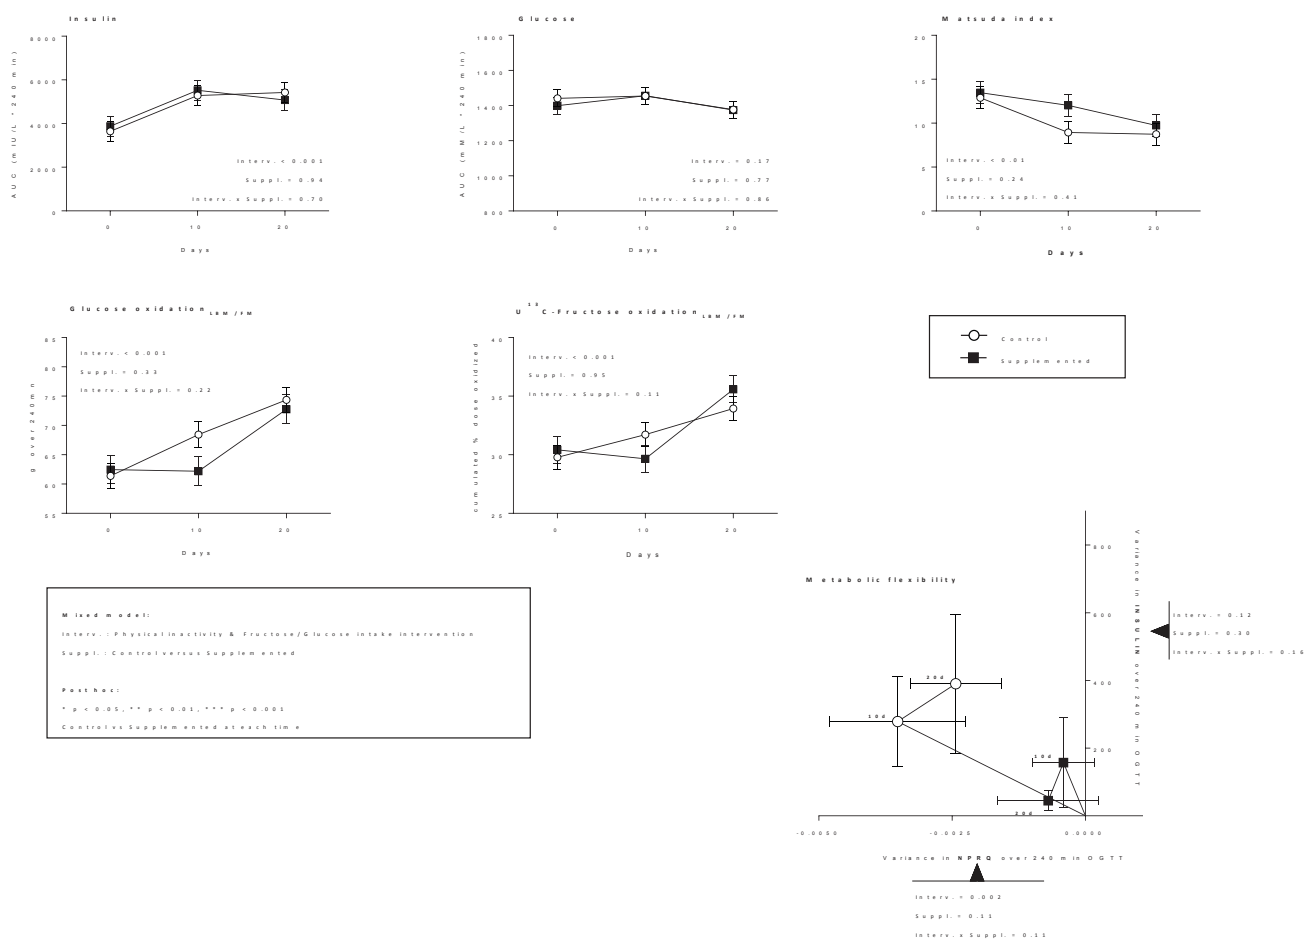 Insulin
8000
6000
4000
2000
0
AUC (mIU/L * 240 min)
Interv. < 0.001
Suppl. = 0.94
Interv. x Suppl. = 0.70
0 10 20
Days
Glucose
1800
1600
1400
1200
1000
800
AUC (mM/L * 240 min)
Interv. = 0.17
Suppl. = 0.77
Interv. x Suppl. = 0.86
0 10 20
Days
Matsuda index
20
15
10
5
0
Interv. < 0.01
Suppl. = 0.24
Interv. x Suppl. = 0.41
0 10 20
Days
Glucose oxidation LBM/FM
85
80
75
70
65
60
55
g over 240mn
Interv. < 0.001
Suppl. = 0.33
Interv. x Suppl. = 0.22
0 10 20
Days
U 13C-Fructose oxidation LBM/FM
40
35
30
25
cumulated % dose oxidized
Interv. < 0.001
Suppl. = 0.95
Interv. x Suppl. = 0.11
0 10 20
Days
Control
Supplemented
Mixed model:
Interv.: Physical inactivity & Fructose/Glucose intake intervention
Suppl.: Control versus Supplemented
Post hoc:
* p < 0.05, ** p < 0.01, *** p < 0.001
Control vs Supplemented at each time
Metabolic flexibility
800
600
400
200
Variance in INSULIN over 240 min OGTT
Interv. = 0.12
Suppl. = 0.30
Interv. x Suppl. = 0.16
20d
10d
10d
20d
-0.0050 -0.0025 0.0000
Variance in NPRQ over 240 min OGTT
Interv. = 0.002
Suppl. = 0.11
Interv. x Suppl. = 0.11